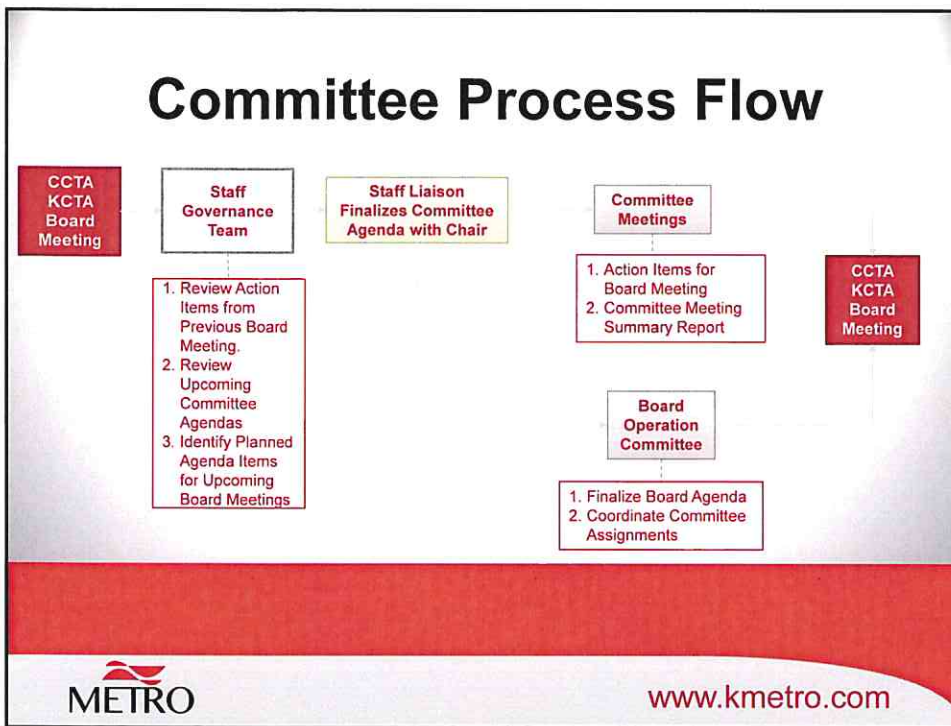 Committee Process Flow
CCTA
KCTA
Board
Meeting
Staff
Governance
Team
Staff Liaison
Finalizes Committee
Agenda with Chair
Committee
Meetings
1. Review Action
Items from
Previous Board
Meeting.
2. Review
Upcoming
Committee
Agendas
3. Identify Planned
Agenda Items
for Upcoming
Board Meetings
1. Action Items for
Board Meeting
2. Committee Meeting
Summary Report
CCTA
KCTA
Board
Meeting
Board
Operation
Committee
1. Finalize Board Agenda
2. Coordinate Committee
Assignments
METRO
www.kmetro.com